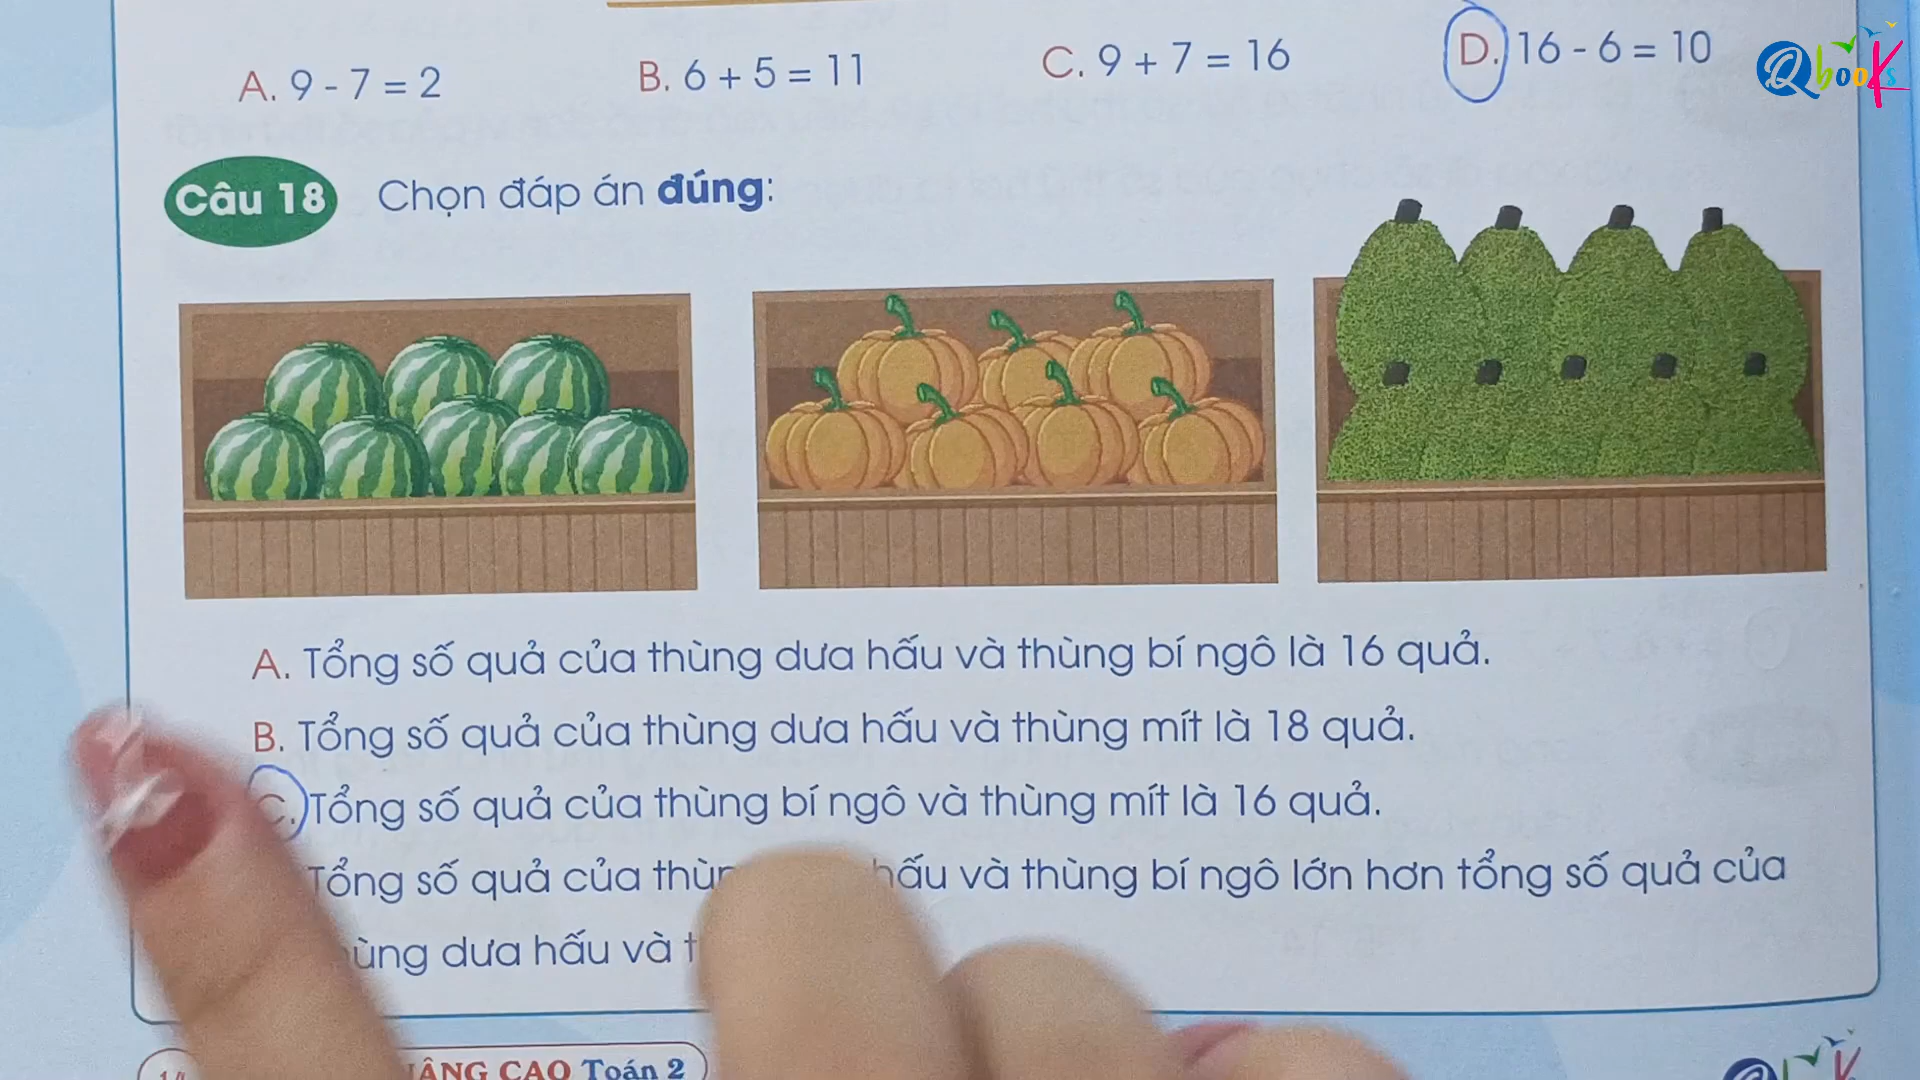 A. 9 - 7 = 2 B. 6 + 5 = 11 C. 9 + 7 = 16 D. 16 - 6 = 10
Qbooks
Câu 18 Chọn đáp án đúng:
A. Tổng số quả của thùng dưa hấu và thùng bí ngô là 16 quả.
B. Tổng số quả của thùng dưa hấu và thùng mít là 18 quả.
C. Tổng số quả của thùng bí ngô và thùng mít là 16 quả.
Tổng số quả của hấu và thùng bí ngô lớn hơn tổng số quả của
dưa hấu và
CAO Toán 2